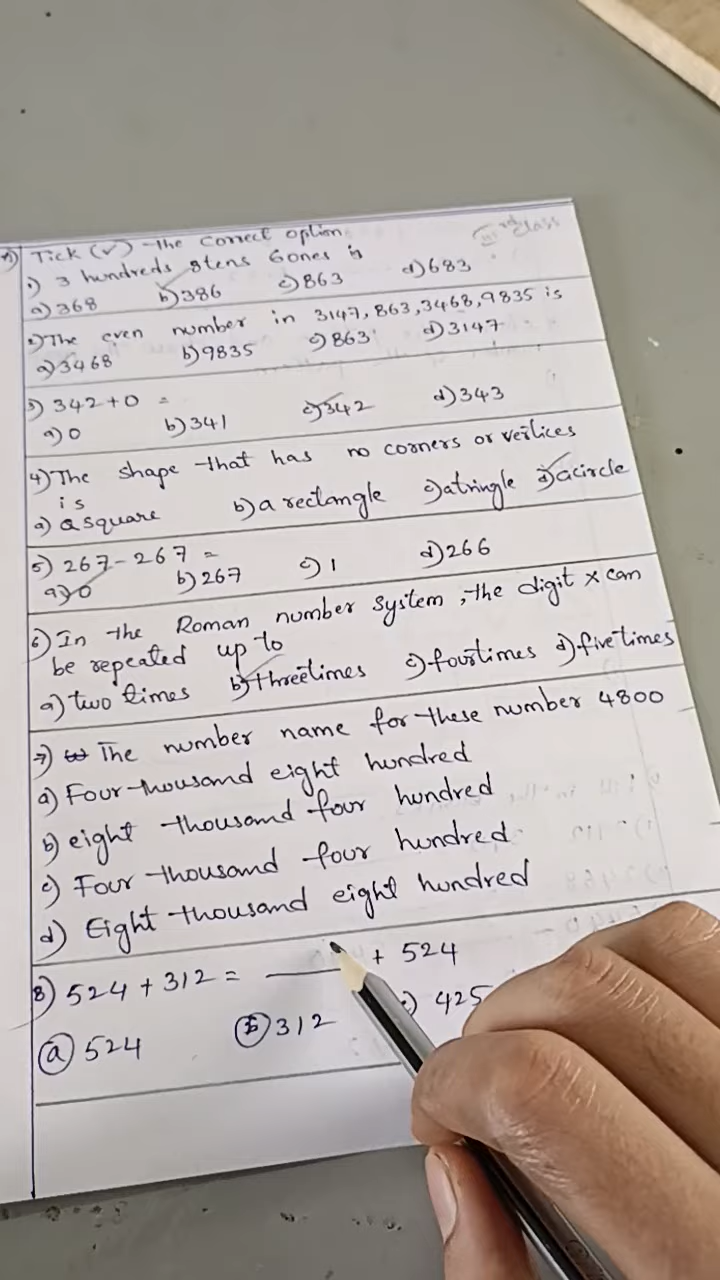 Tick (✓) the correct option.
IIIrd class
1) 3 hundreds 8tens 6ones is
a) 368 b) 386 c) 863 d) 683
2) The even number in 3147, 863, 3468, 9835 is
a) 3468 b) 9835 c) 863 d) 3147
3) 342 + 0 =
a) 0 b) 341 c) 342 d) 343
4) The shape that has no corners or vertices
is
a) a square b) a rectangle c) a tringle d) a circle
5) 267 - 267 =
a) 0 b) 267 c) 1 d) 266
6) In the Roman number system, the digit x can
be repeated up to
a) two times b) three times c) four times d) five times
7) The number name for these number 4800
a) Four thousand eight hundred
b) eight thousand four hundred
c) Four thousand four hundred
d) Eight thousand eight hundred
8) 524 + 312 = ____ + 524
a 524 b 312 c) 425